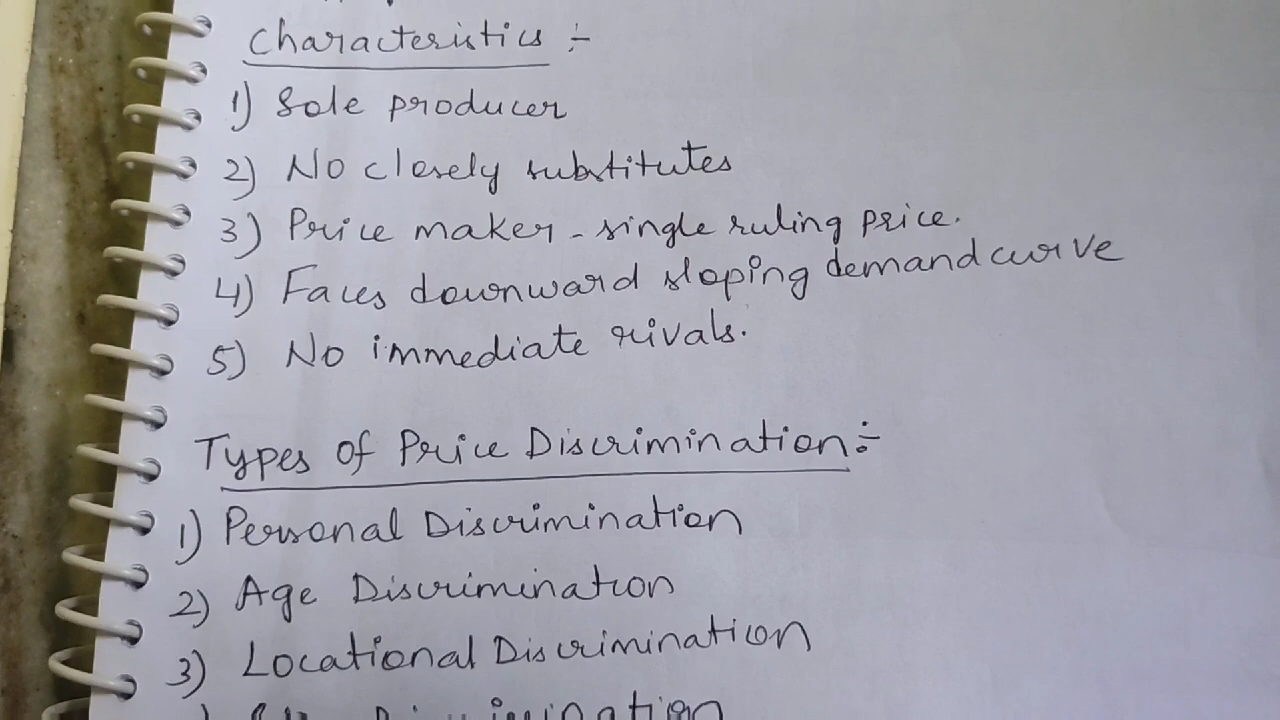 Characteristics :-
1) Sole producer
2) No closely substitutes
3) Price maker - single ruling price.
4) Faces downward sloping demand curve
5) No immediate rivals.
Types of Price Discrimination :-
1) Personal Discrimination
2) Age Discrimination
3) Locational Discrimination
Discrimination